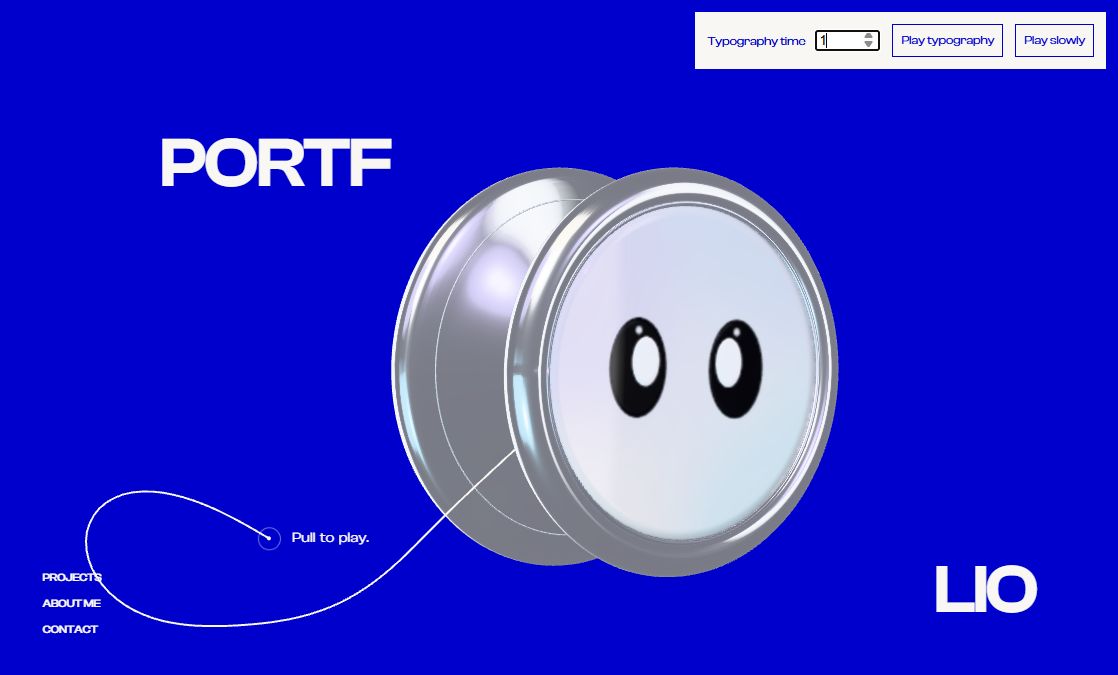 Typography time 1 Play typography Play slowly
PORTF
Pull to play.
PROJECTS
ABOUT ME
CONTACT
LIO